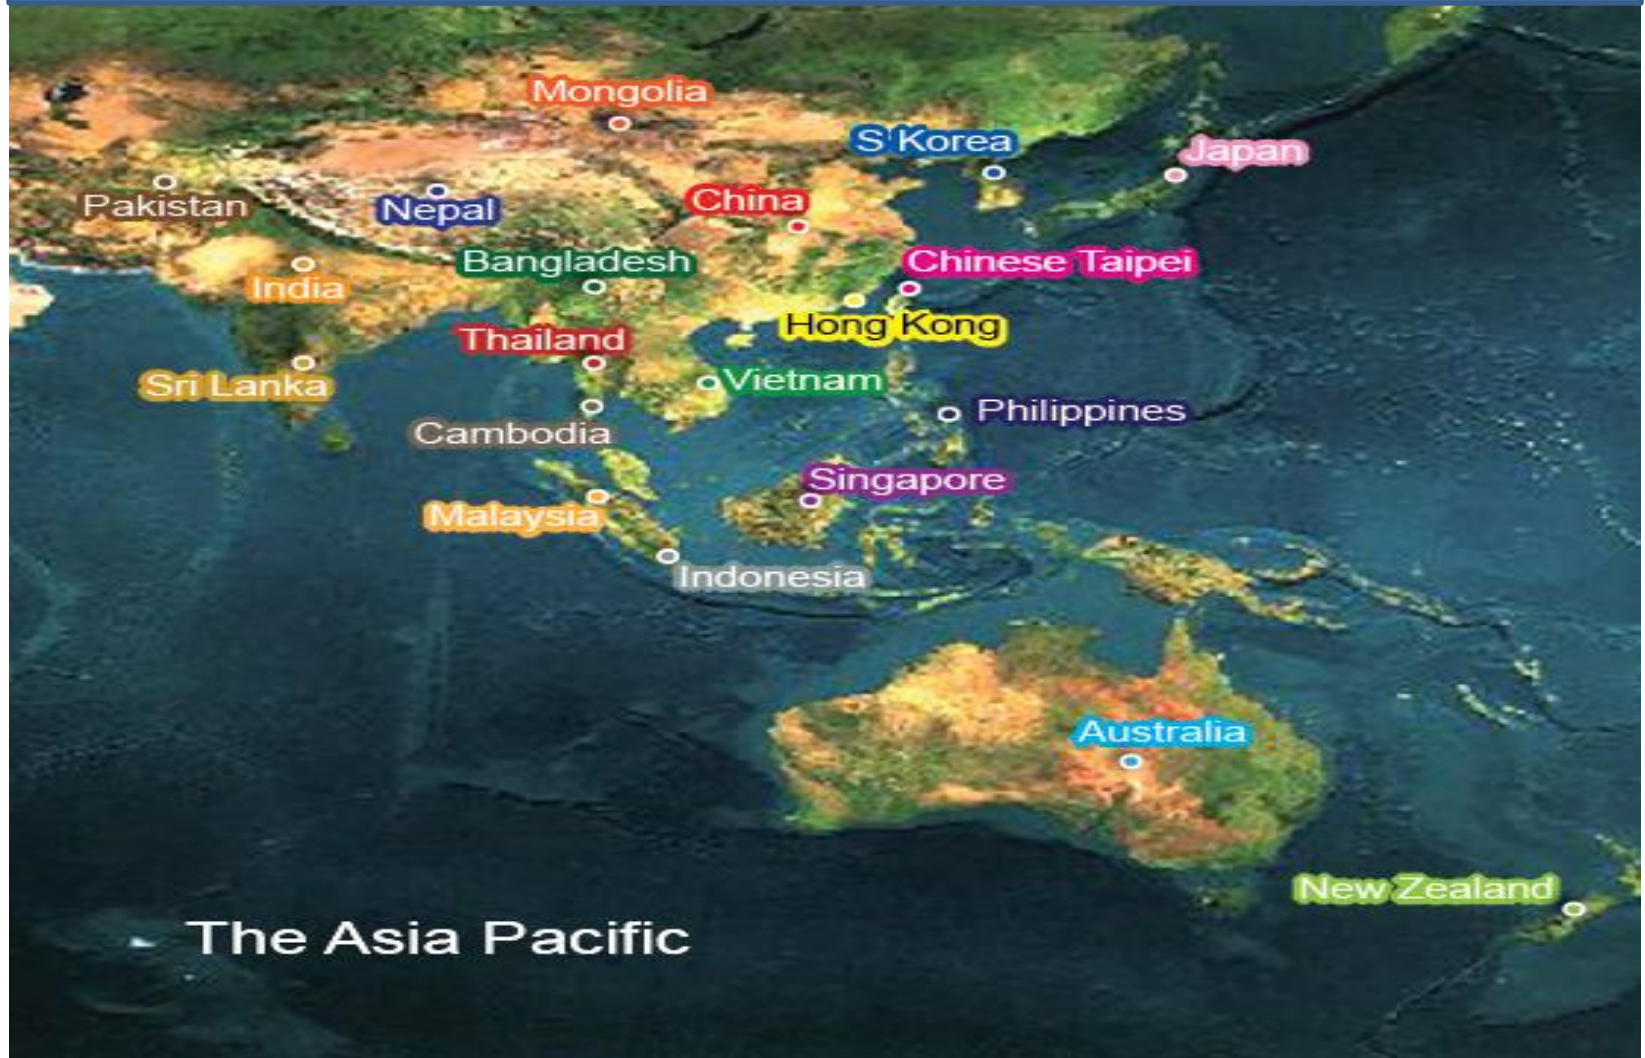 Mongolia
S Korea
Japan
Pakistan
Nepal
China
Bangladesh
Chinese Taipei
India
Hong Kong
Thailand
Sri Lanka
Vietnam
Philippines
Cambodia
Singapore
Malaysia
Indonesia
Australia
New Zealand
The Asia Pacific